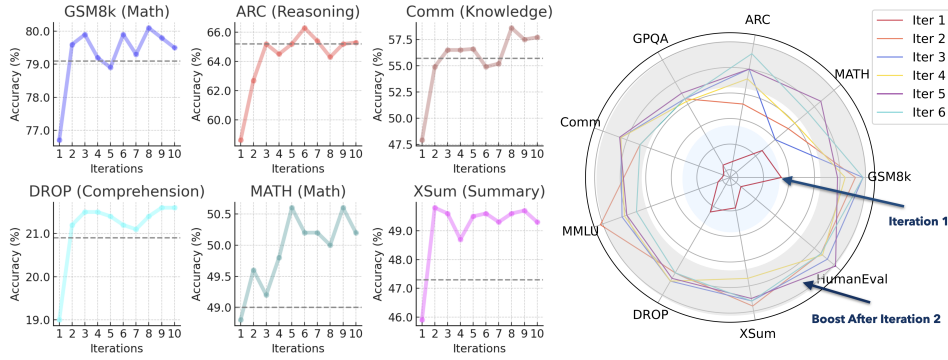 GSM8k (Math)
Accuracy (%)
80.0
79.0
77.0
1 2 3 4 5 6 7 8 9 10
Iterations
ARC (Reasoning)
Accuracy (%)
66.0
64.0
62.0
60.0
1 2 3 4 5 6 7 8 9 10
Iterations
Comm (Knowledge)
Accuracy (%)
57.5
55.0
52.5
50.0
47.5
1 2 3 4 5 6 7 8 9 10
Iterations
DROP (Comprehension)
Accuracy (%)
21.0
20.0
19.0
1 2 3 4 5 6 7 8 9 10
Iterations
MATH (Math)
Accuracy (%)
50.5
50.0
49.5
49.0
1 2 3 4 5 6 7 8 9 10
Iterations
XSum (Summary)
Accuracy (%)
49.0
48.0
47.0
46.0
1 2 3 4 5 6 7 8 9 10
Iterations
ARC
GPQA
MATH
Comm
GSM8k
MMLU
HumanEval
DROP
XSum
Iter 1
Iter 2
Iter 3
Iter 4
Iter 5
Iter 6
Iteration 1
Boost After Iteration 2